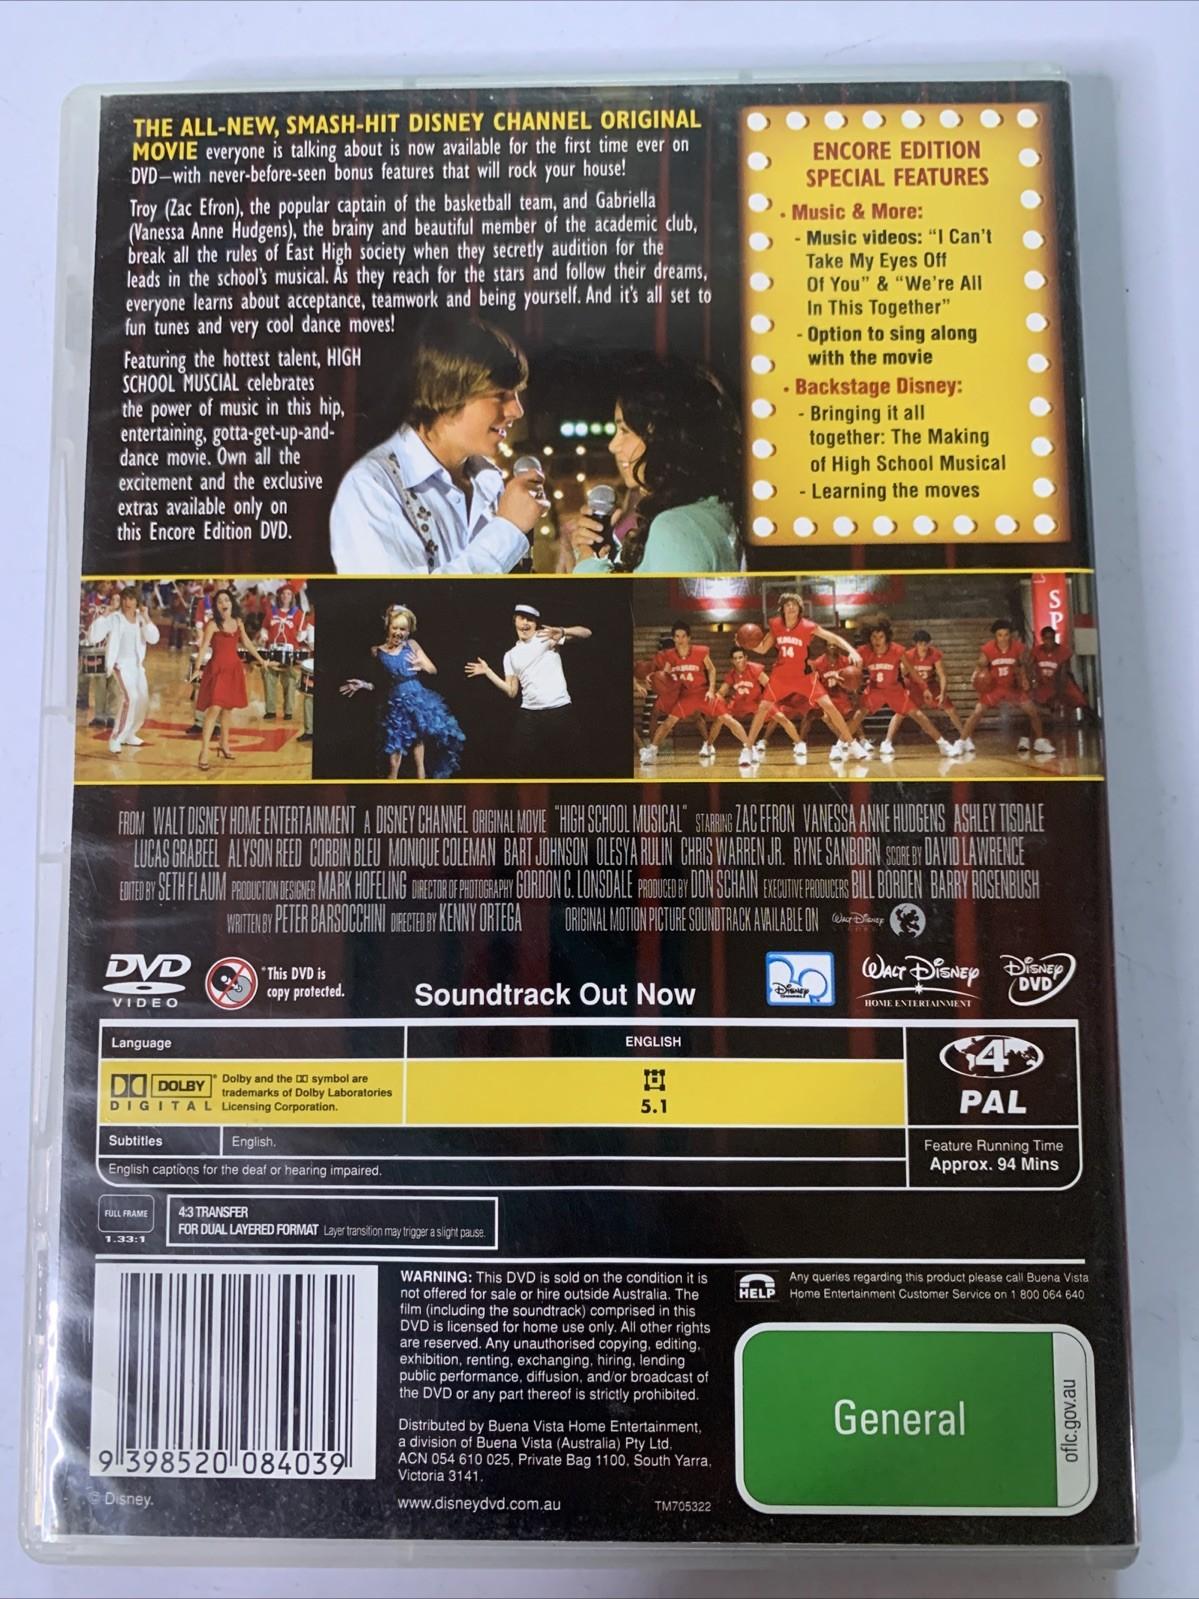 THE ALL-NEW, SMASH-HIT DISNEY CHANNEL ORIGINAL
MOVIE everyone is talking about is now available for the first time ever on
DVD—with never-before-seen bonus features that will rock your house!
Troy (Zac Efron), the popular captain of the basketball team, and Gabriella
(Vanessa Anne Hudgens), the brainy and beautiful member of the academic club,
break all the rules of East High society when they secretly audition for the
leads in the school's musical. As they reach for the stars and follow their dreams,
everyone learns about acceptance, teamwork and being yourself. And it's all set to
fun tunes and very cool dance moves!
Featuring the hottest talent, HIGH
SCHOOL MUSCIAL celebrates
the power of music in this hip,
entertaining, gotta-get-up-and-
dance movie. Own all the
excitement and the exclusive
extras available only on
this Encore Edition DVD.
ENCORE EDITION
SPECIAL FEATURES
• Music & More:
- Music videos: "I Can't
Take My Eyes Off
Of You" & "We're All
In This Together"
- Option to sing along
with the movie
• Backstage Disney:
- Bringing it all
together: The Making
of High School Musical
- Learning the moves
14
SP
FROM WALT DISNEY HOME ENTERTAINMENT A DISNEY CHANNEL ORIGINAL MOVIE "HIGH SCHOOL MUSICAL" STARRING ZAC EFRON VANESSA ANNE HUDGENS ASHLEY TISDALE
LUCAS GRABEEL ALYSON REED CORBIN BLEU MONIQUE COLEMAN BART JOHNSON OLESYA RULIN CHRIS WARREN JR. RYNE SANBORN SCORE BY DAVID LAWRENCE
EDITED BY SETH FLAUM PRODUCTION DESIGNER MARK HOFELING DIRECTOR OF PHOTOGRAPHY GORDON C. LONSDALE PRODUCED BY DON SCHAIN EXECUTIVE PRODUCERS BILL BORDEN BARRY ROSENBUSH
WRITTEN BY PETER BARSOCCHINI DIRECTED BY KENNY ORTEGA ORIGINAL MOTION PICTURE SOUNDTRACK AVAILABLE ON WALT DISNEY
DVD
VIDEO
*This DVD is
copy protected.
Soundtrack Out Now
Disney
CHANNEL
WALT DISNEY
HOME ENTERTAINMENT
DISNEY
DVD
Language ENGLISH
DOLBY
DIGITAL
Dolby and the DD symbol are
trademarks of Dolby Laboratories
Licensing Corporation.
5.1
4
PAL
Subtitles English.
English captions for the deaf or hearing impaired.
Feature Running Time
Approx. 94 Mins
FULL FRAME
1.33:1
4:3 TRANSFER
FOR DUAL LAYERED FORMAT Layer transition may trigger a slight pause.
9 398520 084039
© Disney.
WARNING: This DVD is sold on the condition it is
not offered for sale or hire outside Australia. The
film (including the soundtrack) comprised in this
DVD is licensed for home use only. All other rights
are reserved. Any unauthorised copying, editing,
exhibition, renting, exchanging, hiring, lending
public performance, diffusion, and/or broadcast of
the DVD or any part thereof is strictly prohibited.
Distributed by Buena Vista Home Entertainment,
a division of Buena Vista (Australia) Pty Ltd,
ACN 054 610 025, Private Bag 1100, South Yarra,
Victoria 3141.
www.disneydvd.com.au TM705322
HELP
Any queries regarding this product please call Buena Vista
Home Entertainment Customer Service on 1 800 064 640
General
oflc.gov.au